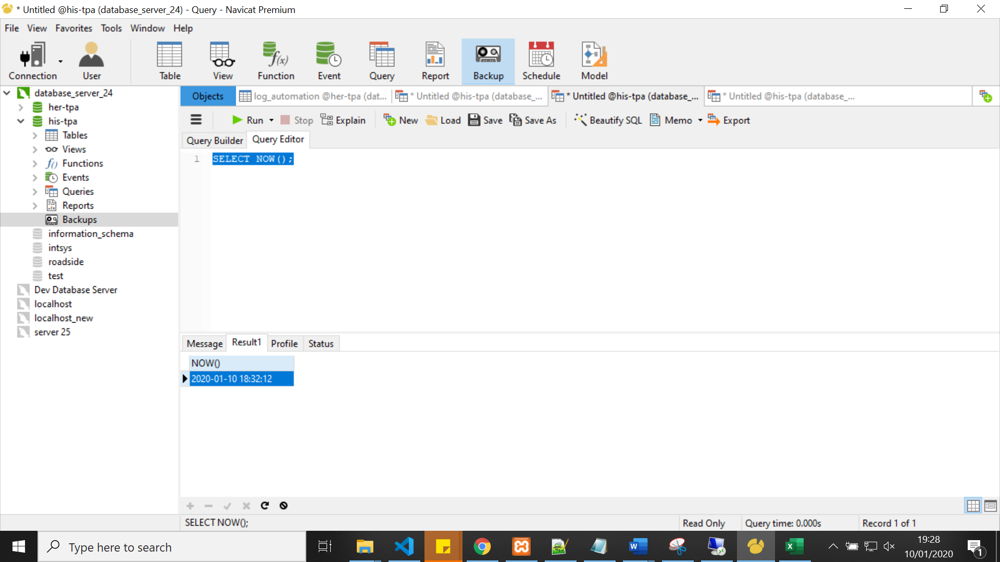 * Untitled @his-tpa (database_server_24) - Query - Navicat Premium
File View Favorites Tools Window Help
Connection User Table View Function Event Query Report Backup Schedule Model
database_server_24
her-tpa
his-tpa
Tables
Views
Functions
Events
Queries
Reports
Backups
information_schema
intsys
roadside
test
Dev Database Server
localhost
localhost_new
server 25
Objects log_automation @her-tpa (dat... * Untitled @his-tpa (database_... * Untitled @his-tpa (database_... * Untitled @his-tpa (database_...
Run Stop Explain New Load Save Save As Beautify SQL Memo Export
Query Builder Query Editor
1 SELECT NOW();
Message Result1 Profile Status
NOW()
2020-01-10 18:32:12
SELECT NOW(); Read Only Query time: 0.000s Record 1 of 1
Type here to search
19:28
10/01/2020
1